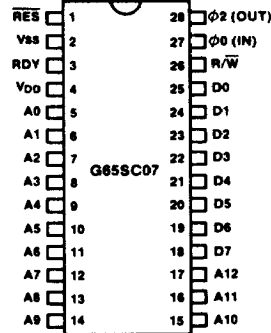 R̅E̅S̅ 1 28 ϕ2 (OUT)
Vss 2 27 ϕ0 (IN)
RDY 3 26 R/W̅
VDD 4 25 D0
A0 5 24 D1
A1 6 23 D2
A2 7 22 D3
A3 8 21 D4
A4 9 20 D5
A5 10 19 D6
A6 11 18 D7
A7 12 17 A12
A8 13 16 A11
A9 14 15 A10
G65SC07